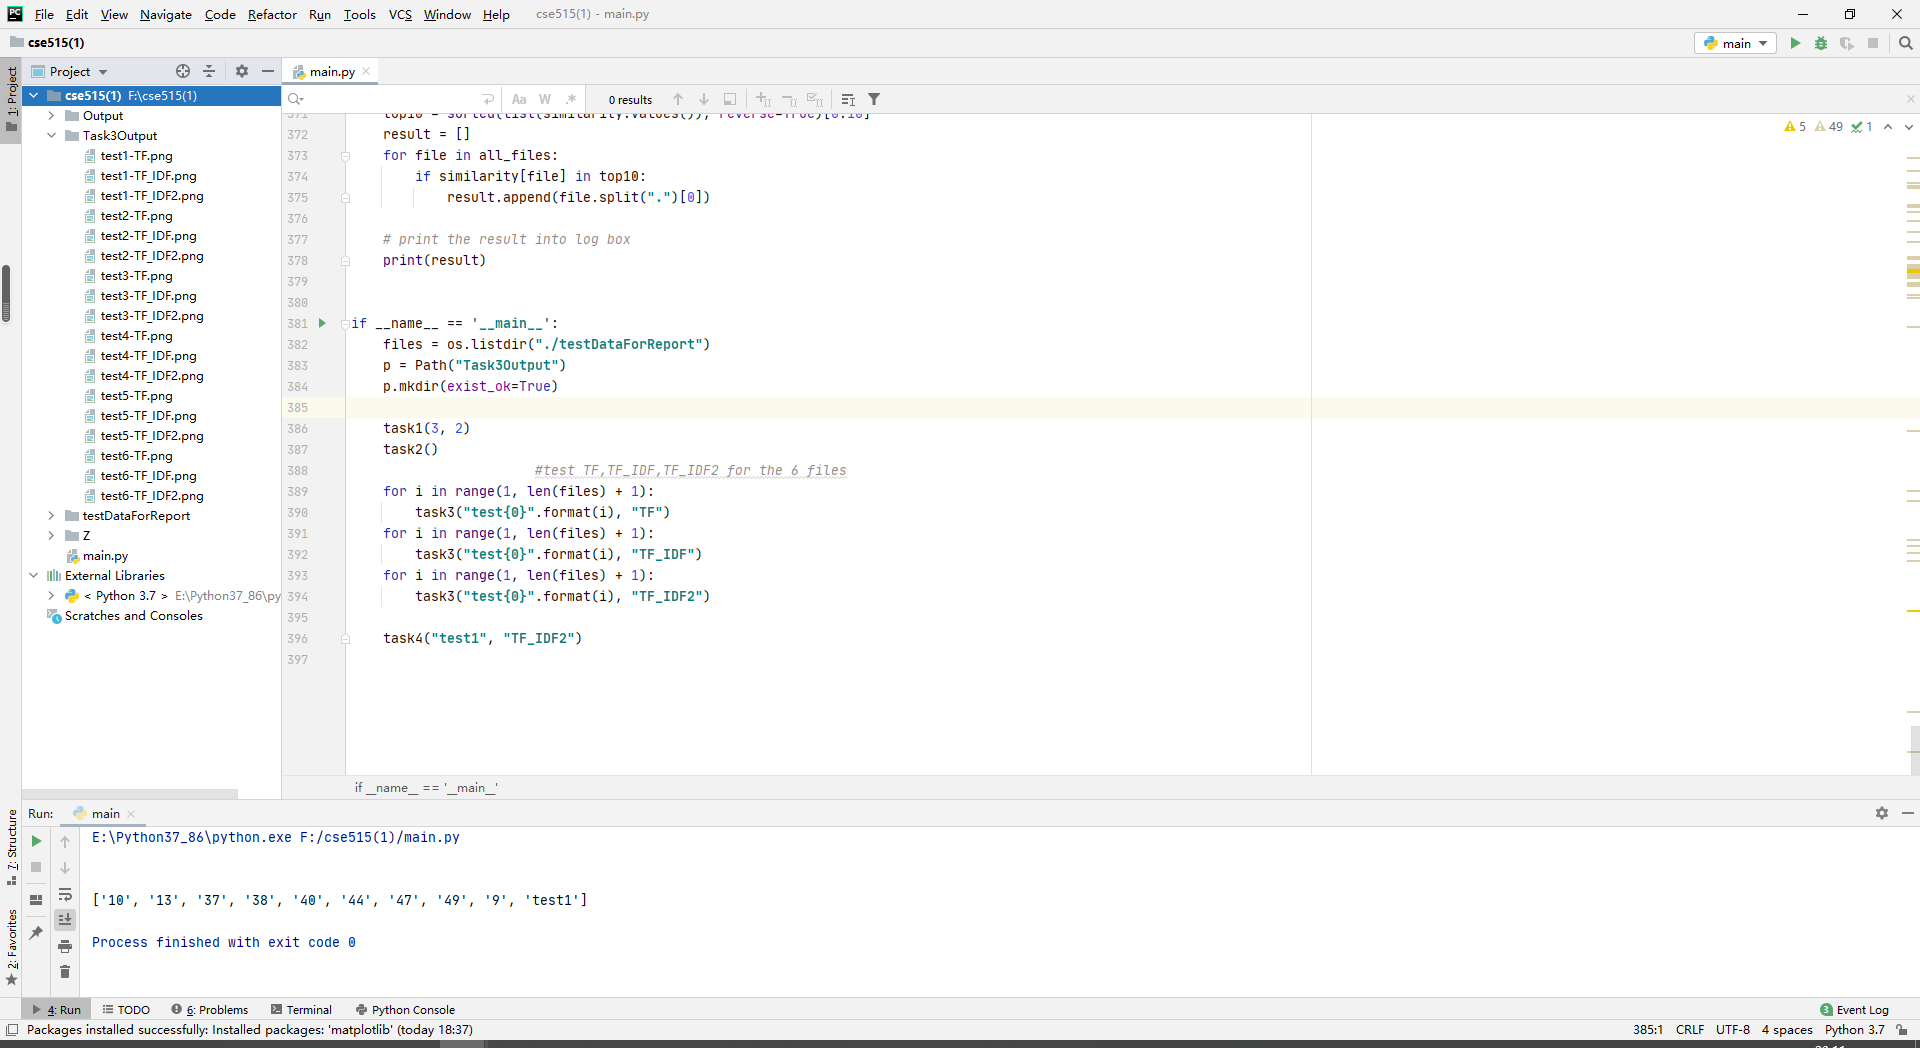 File Edit View Navigate Code Refactor Run Tools VCS Window Help cse515(1) - main.py
cse515(1)
main
1: Project
Project
main.py
cse515(1) F:\cse515(1)
Output
Task3Output
test1-TF.png
test1-TF_IDF.png
test1-TF_IDF2.png
test2-TF.png
test2-TF_IDF.png
test2-TF_IDF2.png
test3-TF.png
test3-TF_IDF.png
test3-TF_IDF2.png
test4-TF.png
test4-TF_IDF.png
test4-TF_IDF2.png
test5-TF.png
test5-TF_IDF.png
test5-TF_IDF2.png
test6-TF.png
test6-TF_IDF.png
test6-TF_IDF2.png
testDataForReport
Z
main.py
External Libraries
< Python 3.7 > E:\Python37_86\py
Scratches and Consoles
Aa W .* 0 results
5 49 1
371 top10 = sorted(list(similarity.values()), reverse=True)[0:10]
372 result = []
373 for file in all_files:
374 if similarity[file] in top10:
375 result.append(file.split(".")[0])
376
377 # print the result into log box
378 print(result)
379
380
381 if __name__ == '__main__':
382 files = os.listdir("./testDataForReport")
383 p = Path("Task3Output")
384 p.mkdir(exist_ok=True)
385
386 task1(3, 2)
387 task2()
388 #test TF,TF_IDF,TF_IDF2 for the 6 files
389 for i in range(1, len(files) + 1):
390 task3("test{0}".format(i), "TF")
391 for i in range(1, len(files) + 1):
392 task3("test{0}".format(i), "TF_IDF")
393 for i in range(1, len(files) + 1):
394 task3("test{0}".format(i), "TF_IDF2")
395
396 task4("test1", "TF_IDF2")
397
if __name__ == '__main__'
Run: main
7: Structure
2: Favorites
E:\Python37_86\python.exe F:/cse515(1)/main.py
['10', '13', '37', '38', '40', '44', '47', '49', '9', 'test1']
Process finished with exit code 0
4: Run TODO 6: Problems Terminal Python Console 3 Event Log
Packages installed successfully: Installed packages: 'matplotlib' (today 18:37) 385:1 CRLF UTF-8 4 spaces Python 3.7